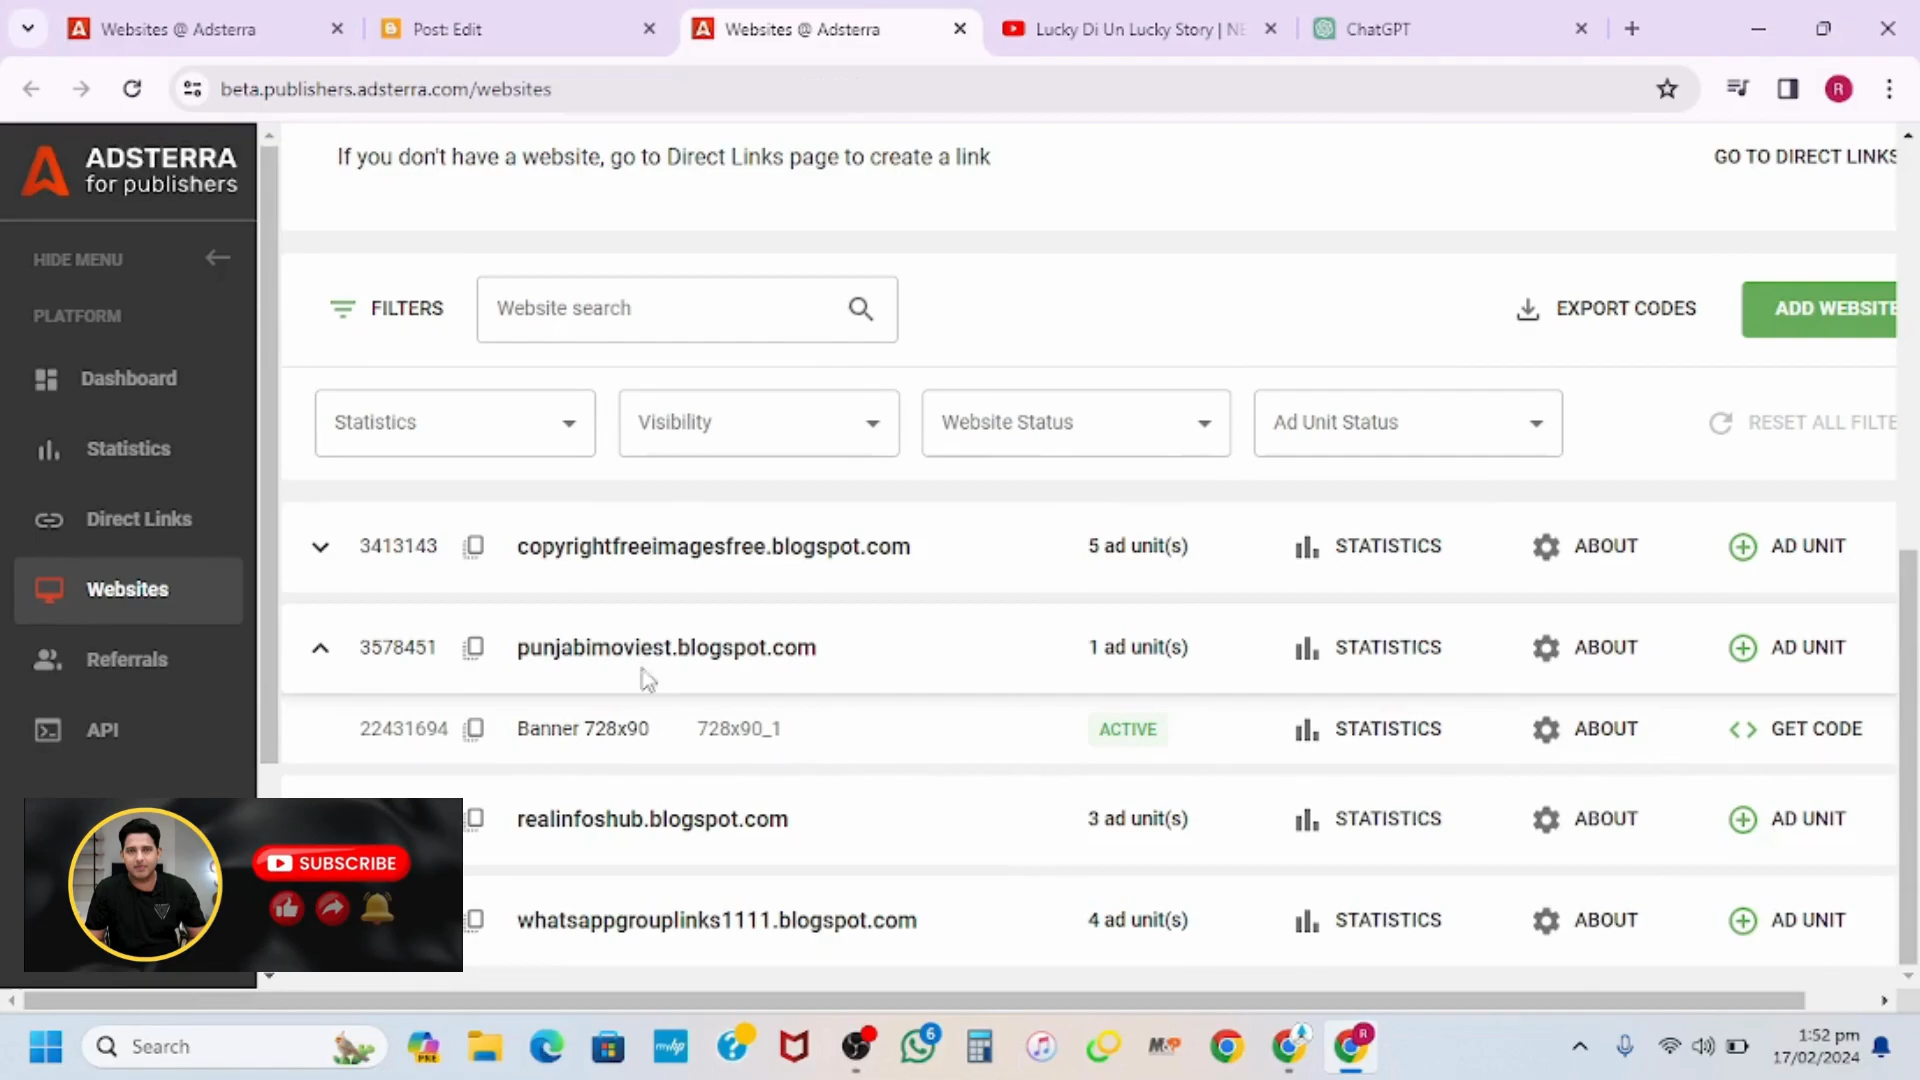 Websites @ Adsterra
Post: Edit
Websites @ Adsterra
Lucky Di Un Lucky Story | NE
ChatGPT
beta.publishers.adsterra.com/websites
R
ADSTERRA
for publishers
If you don't have a website, go to Direct Links page to create a link
GO TO DIRECT LINKS
HIDE MENU
PLATFORM
Dashboard
Statistics
Direct Links
Websites
Referrals
API
FILTERS
Website search
EXPORT CODES
ADD WEBSITE
Statistics
Visibility
Website Status
Ad Unit Status
RESET ALL FILTE
3413143 copyrightfreeimagesfree.blogspot.com 5 ad unit(s) STATISTICS ABOUT AD UNIT
3578451 punjabimoviest.blogspot.com 1 ad unit(s) STATISTICS ABOUT AD UNIT
22431694 Banner 728x90 728x90_1 ACTIVE STATISTICS ABOUT GET CODE
realinfoshub.blogspot.com 3 ad unit(s) STATISTICS ABOUT AD UNIT
whatsappgrouplinks1111.blogspot.com 4 ad unit(s) STATISTICS ABOUT AD UNIT
SUBSCRIBE
Search
PRE
myhp
6
R
1:52 pm
17/02/2024